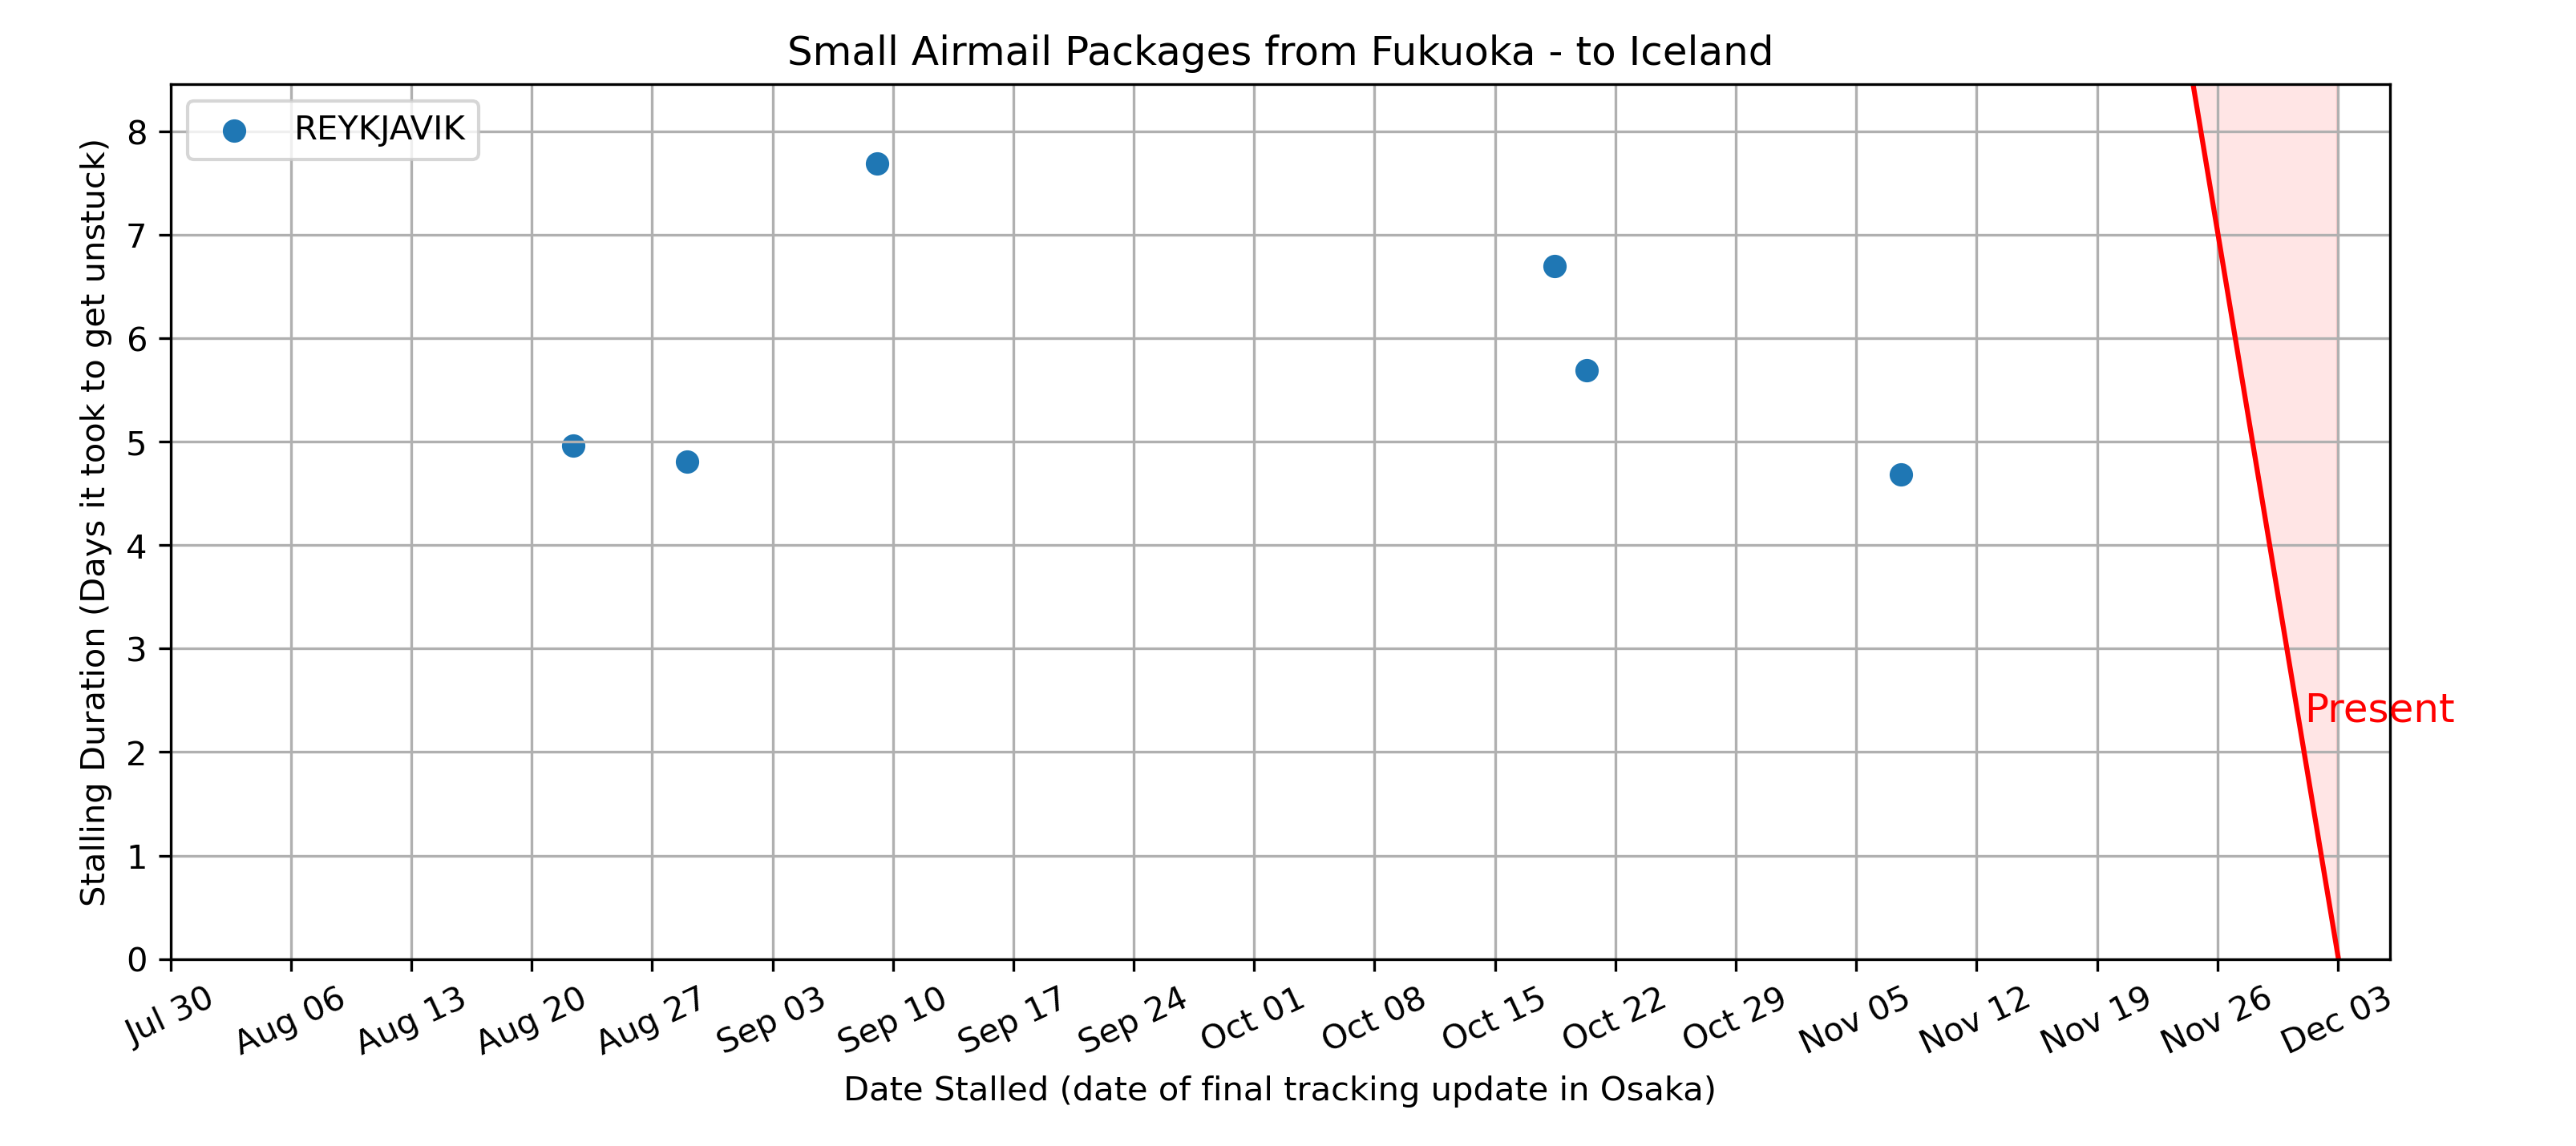 Small Airmail Packages from Fukuoka - to Iceland
REYKJAVIK
Stalling Duration (Days it took to get unstuck)
8
7
6
5
4
3
2
1
0
Present
Jul 30
Aug 06
Aug 13
Aug 20
Aug 27
Sep 03
Sep 10
Sep 17
Sep 24
Oct 01
Oct 08
Oct 15
Oct 22
Oct 29
Nov 05
Nov 12
Nov 19
Nov 26
Dec 03
Date Stalled (date of final tracking update in Osaka)